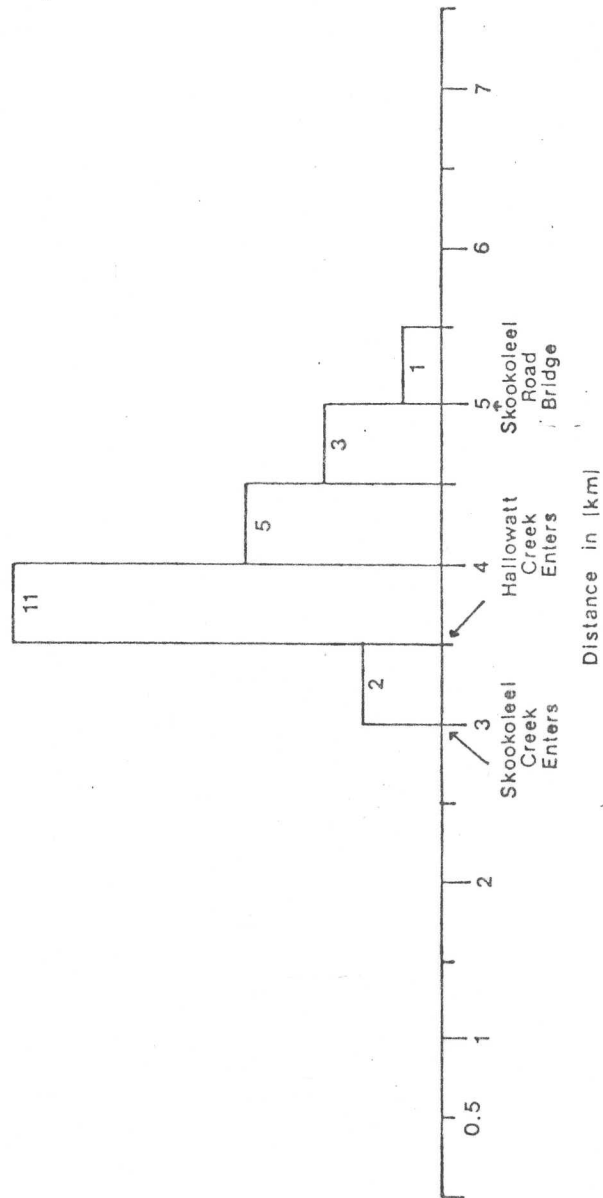 2
11
5
3
1
0.5
1
2
3
4
5
6
7
Skookoleel
Creek
Enters
Hallowatt
Creek
Enters
Skookoleel
Road
Bridge
Distance in (km)